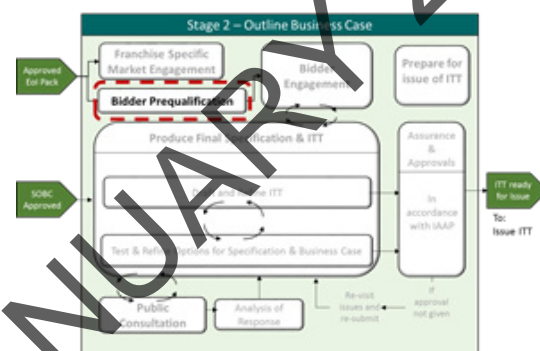 Stage 2 – Outline Business Case
Approved
EoI Pack
Franchise Specific
Market Engagement
Bidder
Engagement
Prepare for
issue of ITT
Bidder Prequalification
Produce Final Specification & ITT
Assurance
&
Approvals
In
accordance
with IAAP
SOBC
Approved
and Refine ITT
ITT ready
for Issue
To:
Issue ITT
Test & Refine Options for Specification & Business Case
Public
Consultation
Analysis of
Response
Re-visit
issues and
re-submit
If
approval
not given